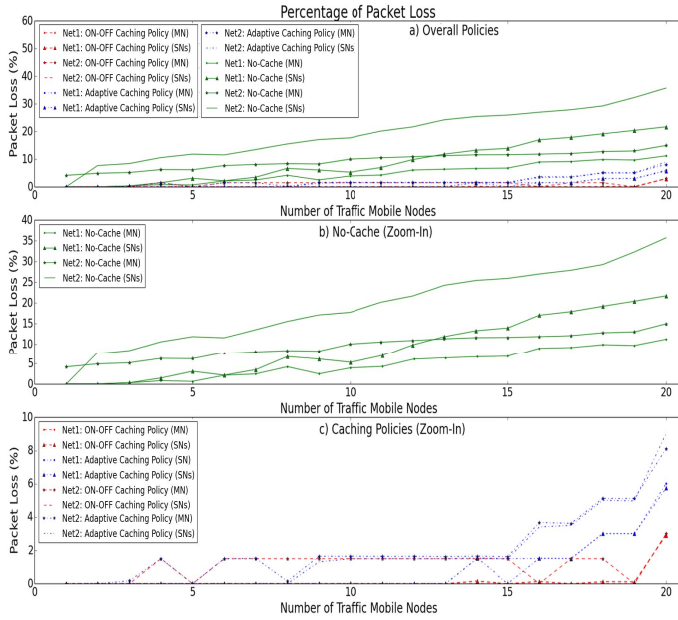 Percentage of Packet Loss
a) Overall Policies
Net1: ON-OFF Caching Policy (MN)
Net1: ON-OFF Caching Policy (SNs)
Net2: ON-OFF Caching Policy (MN)
Net2: ON-OFF Caching Policy (SNs)
Net1: Adaptive Caching Policy (MN)
Net1: Adaptive Caching Policy (SNs)
Net2: Adaptive Caching Policy (MN)
Net2: Adaptive Caching Policy (SNs)
Net1: No-Cache (MN)
Net1: No-Cache (SNs)
Net2: No-Cache (MN)
Net2: No-Cache (SNs)
Packet Loss (%)
60
50
40
30
20
10
0
0 5 10 15 20
Number of Traffic Mobile Nodes
b) No-Cache (Zoom-In)
Net1: No-Cache (MN)
Net1: No-Cache (SNs)
Net2: No-Cache (MN)
Net2: No-Cache (SNs)
Packet Loss (%)
40
35
30
25
20
15
10
5
0
0 5 10 15 20
Number of Traffic Mobile Nodes
c) Caching Policies (Zoom-In)
Net1: ON-OFF Caching Policy (MN)
Net1: ON-OFF Caching Policy (SNs)
Net1: Adaptive Caching Policy (SN)
Net1: Adaptive Caching Policy (SNs)
Net2: ON-OFF Caching Policy (MN)
Net2: ON-OFF Caching Policy (SNs)
Net2: Adaptive Caching Policy (MN)
Net2: Adaptive Caching Policy (SNs)
Packet Loss (%)
10
8
6
4
2
0
0 5 10 15 20
Number of Traffic Mobile Nodes